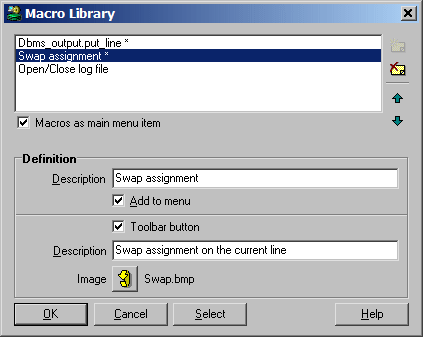 Macro Library
Dbms_output.put_line *
Swap assignment *
Open/Close log file
Macros as main menu item
Definition
Description Swap assignment
Add to menu
Toolbar button
Description Swap assignment on the current line
Image Swap.bmp
OK Cancel Select Help